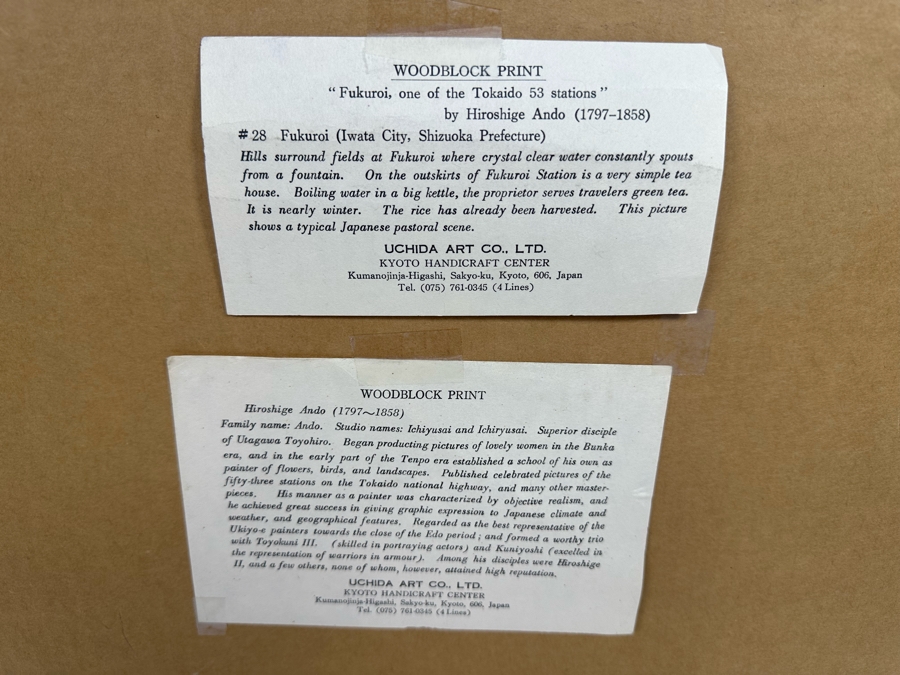 WOODBLOCK PRINT
"Fukuroi, one of the Tokaido 53 stations"
by Hiroshige Ando (1797-1858)
#28 Fukuroi (Iwata City, Shizuoka Prefecture)
Hills surround fields at Fukuroi where crystal clear water constantly spouts
from a fountain. On the outskirts of Fukuroi Station is a very simple tea
house. Boiling water in a big kettle, the proprietor serves travelers green tea.
It is nearly winter. The rice has already been harvested. This picture
shows a typical Japanese pastoral scene.
UCHIDA ART CO., LTD.
KYOTO HANDICRAFT CENTER
Kumanojinja-Higashi, Sakyo-ku, Kyoto, 606, Japan
Tel. (075) 761-0345 (4 Lines)
WOODBLOCK PRINT
Hiroshige Ando (1797~1858)
Family name: Ando. Studio names: Ichiyusai and Ichiryusai. Superior disciple
of Utagawa Toyohiro. Began producting pictures of lovely women in the Bunka
era, and in the early part of the Tenpo era established a school of his own as
painter of flowers, birds, and landscapes. Published celebrated pictures of the
fifty-three stations on the Tokaido national highway, and many other master-
pieces. His manner as a painter was characterized by objective realism, and
he achieved great success in giving graphic expression to Japanese climate and
weather, and geographical features. Regarded as the best representative of the
Ukiyo-e painters towards the close of the Edo period; and formed a worthy trio
with Toyokuni III. (skilled in portraying actors) and Kuniyoshi (excelled in
the representation of warriors in armour). Among his disciples were Hiroshige
II, and a few others, none of whom, however, attained high reputation.
UCHIDA ART CO., LTD.
KYOTO HANDICRAFT CENTER
Kumanojinja-Higashi, Sakyo-ku, Kyoto, 606, Japan
Tel. (075) 761-0345 (4 Lines)